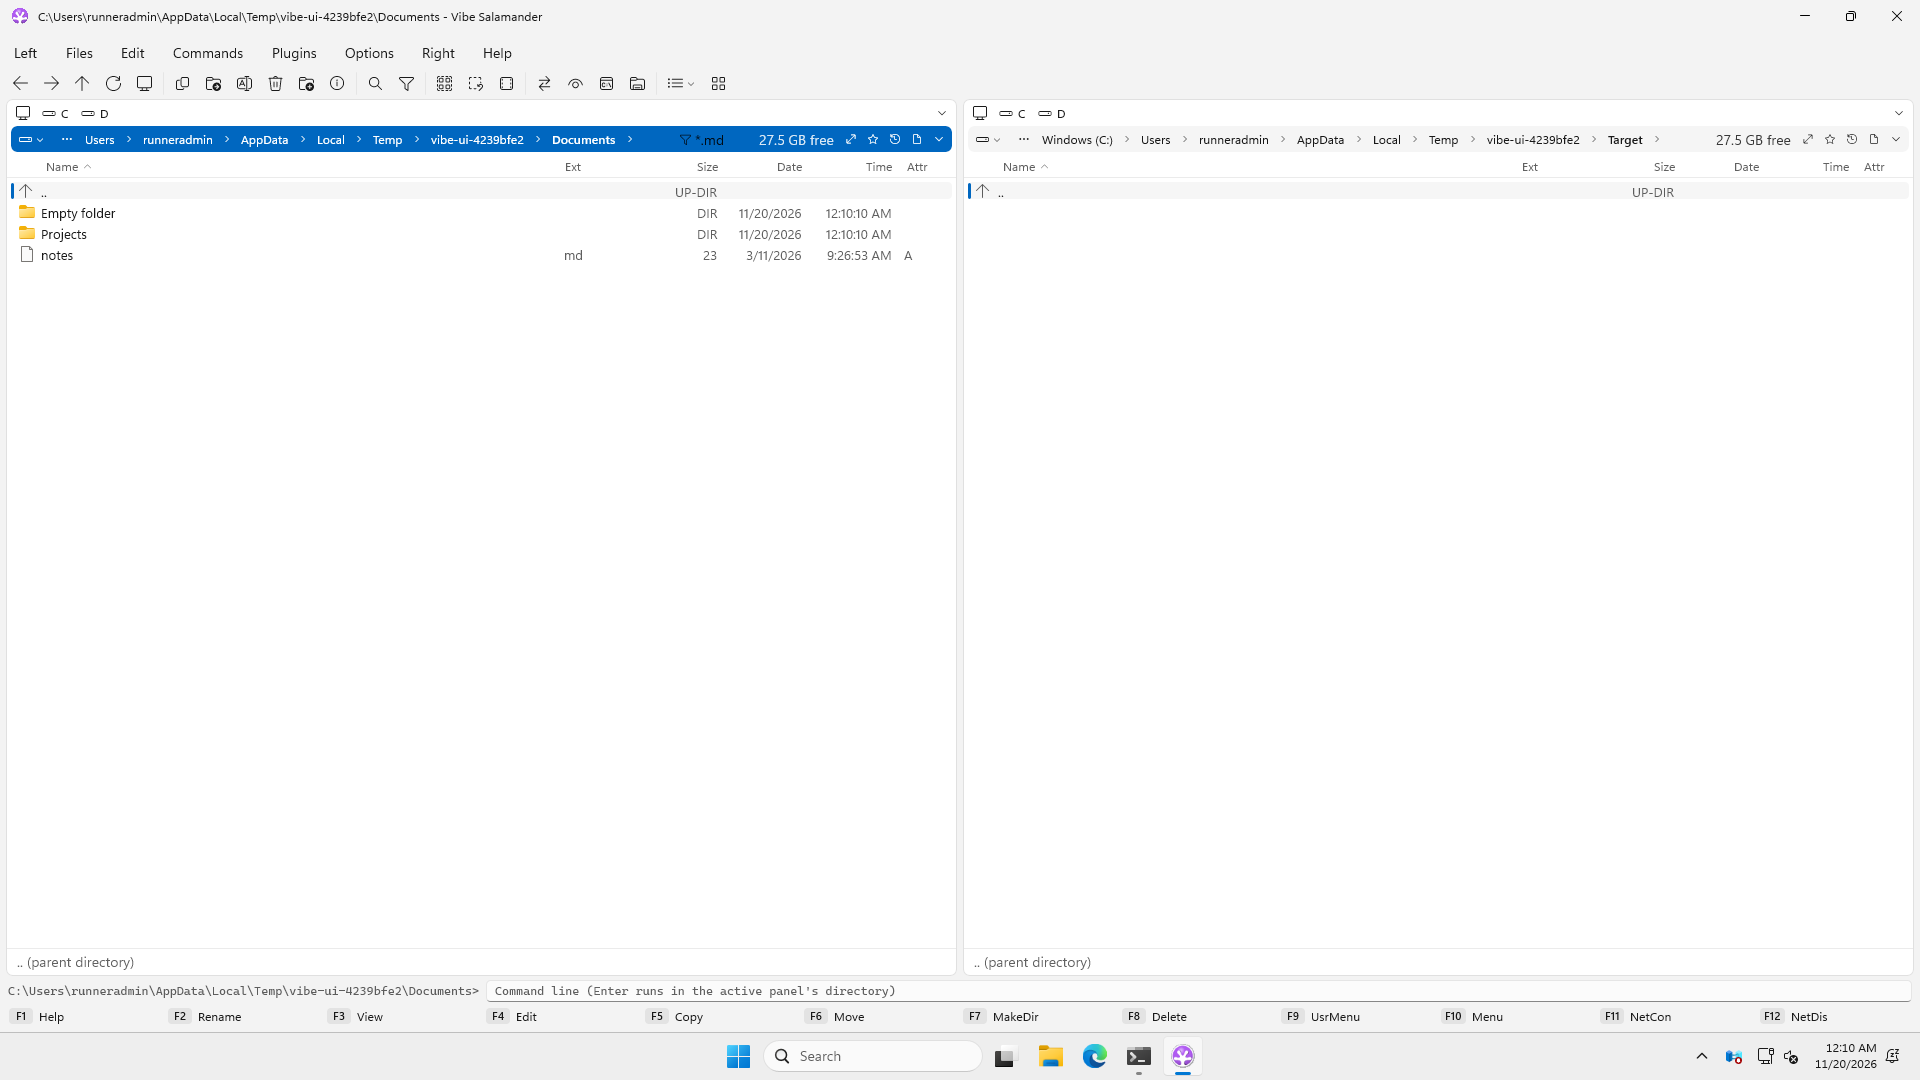 C:\Users\runneradmin\AppData\Local\Temp\vibe-ui-4239bfe2\Documents - Vibe Salamander
Left Files Edit Commands Plugins Options Right Help
C D
Users runneradmin AppData Local Temp vibe-ui-4239bfe2 Documents *.md 27.5 GB free
Name Ext Size Date Time Attr
.. UP-DIR
Empty folder DIR 11/20/2026 12:10:10 AM
Projects DIR 11/20/2026 12:10:10 AM
notes md 23 3/11/2026 9:26:53 AM A
.. (parent directory)
C D
Windows (C:) Users runneradmin AppData Local Temp vibe-ui-4239bfe2 Target 27.5 GB free
Name Ext Size Date Time Attr
.. UP-DIR
.. (parent directory)
C:\Users\runneradmin\AppData\Local\Temp\vibe-ui-4239bfe2\Documents> Command line (Enter runs in the active panel's directory)
F1 Help F2 Rename F3 View F4 Edit F5 Copy F6 Move F7 MakeDir F8 Delete F9 UsrMenu F10 Menu F11 NetCon F12 NetDis
Search
12:10 AM
11/20/2026